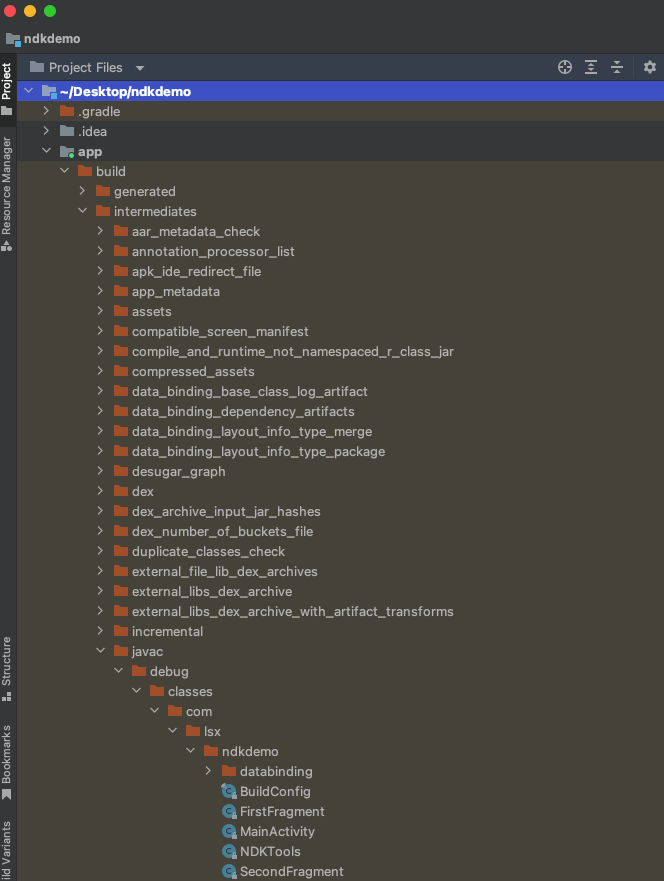 ndkdemo
Project Files
~/Desktop/ndkdemo
.gradle
.idea
app
build
generated
intermediates
aar_metadata_check
annotation_processor_list
apk_ide_redirect_file
app_metadata
assets
compatible_screen_manifest
compile_and_runtime_not_namespaced_r_class_jar
compressed_assets
data_binding_base_class_log_artifact
data_binding_dependency_artifacts
data_binding_layout_info_type_merge
data_binding_layout_info_type_package
desugar_graph
dex
dex_archive_input_jar_hashes
dex_number_of_buckets_file
duplicate_classes_check
external_file_lib_dex_archives
external_libs_dex_archive
external_libs_dex_archive_with_artifact_transforms
incremental
javac
debug
classes
com
lsx
ndkdemo
databinding
BuildConfig
FirstFragment
MainActivity
NDKTools
SecondFragment
Project
Resource Manager
Structure
Bookmarks
ild Variants